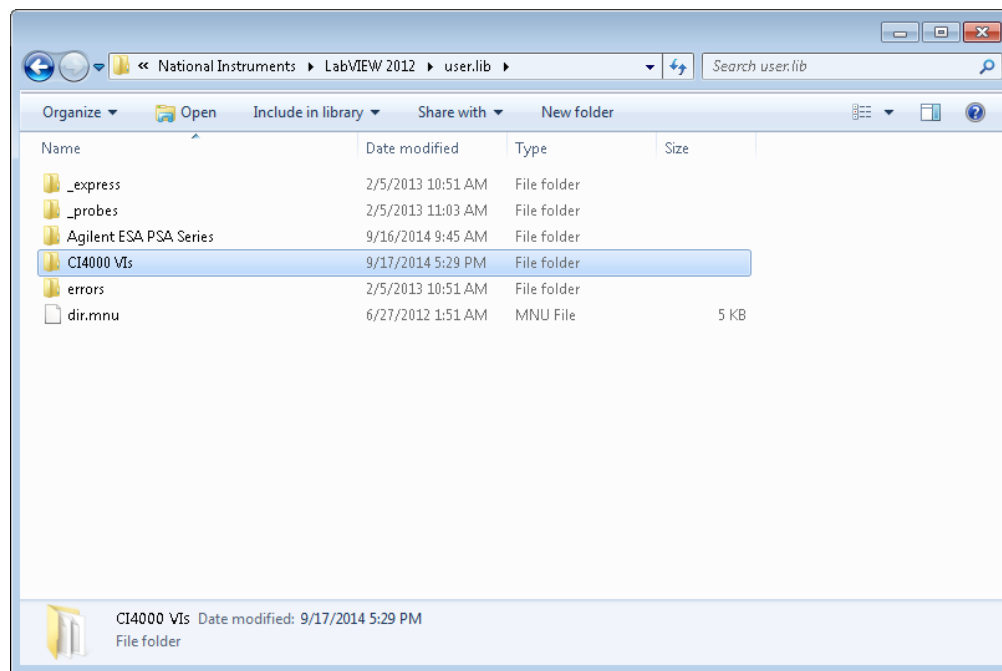 « National Instruments LabVIEW 2012 user.lib Search user.lib
Organize Open Include in library Share with New folder
Name Date modified Type Size
_express 2/5/2013 10:51 AM File folder
_probes 2/5/2013 11:03 AM File folder
Agilent ESA PSA Series 9/16/2014 9:45 AM File folder
CI4000 VIs 9/17/2014 5:29 PM File folder
errors 2/5/2013 10:51 AM File folder
dir.mnu 6/27/2012 1:51 AM MNU File 5 KB
CI4000 VIs Date modified: 9/17/2014 5:29 PM
File folder